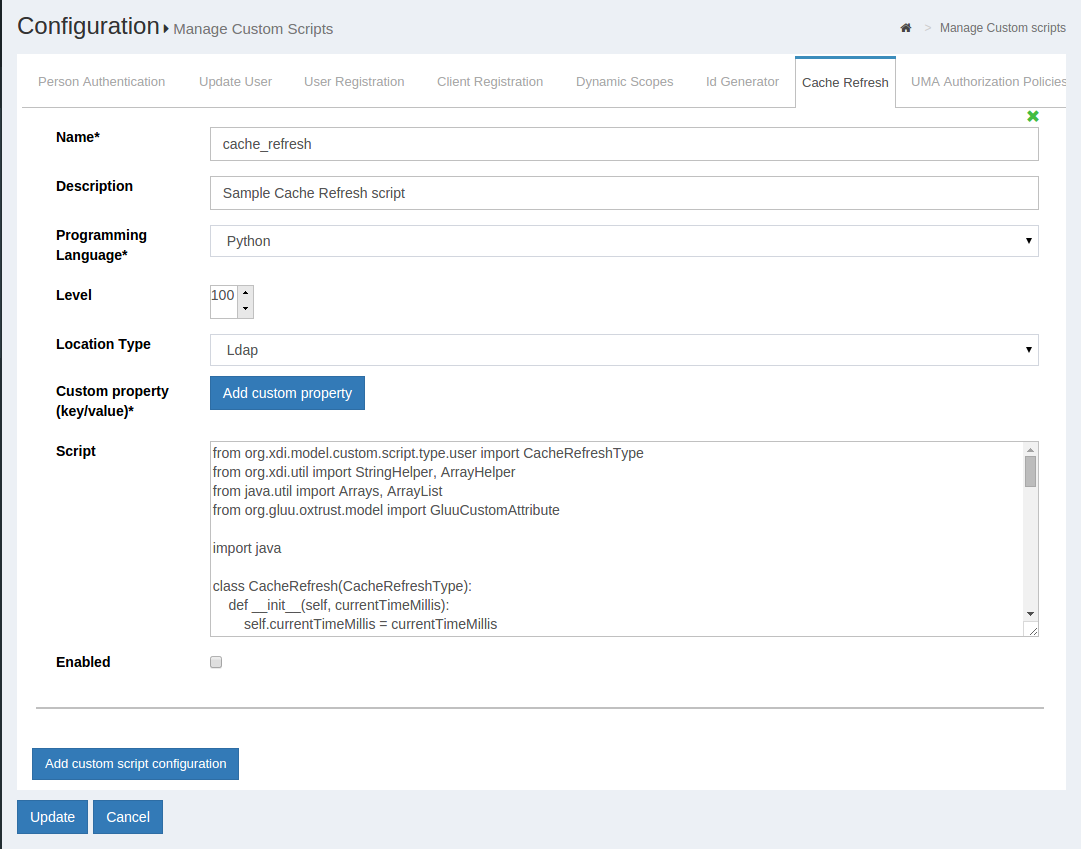 Configuration Manage Custom Scripts
> Manage Custom scripts
Person Authentication Update User User Registration Client Registration Dynamic Scopes Id Generator Cache Refresh UMA Authorization Policies
Name* cache_refresh
Description Sample Cache Refresh script
Programming
Language*
Python
Level 100
Location Type Ldap
Custom property
(key/value)*
Add custom property
Script
from org.xdi.model.custom.script.type.user import CacheRefreshType
from org.xdi.util import StringHelper, ArrayHelper
from java.util import Arrays, ArrayList
from org.gluu.oxtrust.model import GluuCustomAttribute
import java
class CacheRefresh(CacheRefreshType):
    def __init__(self, currentTimeMillis):
        self.currentTimeMillis = currentTimeMillis
Enabled
Add custom script configuration
Update Cancel